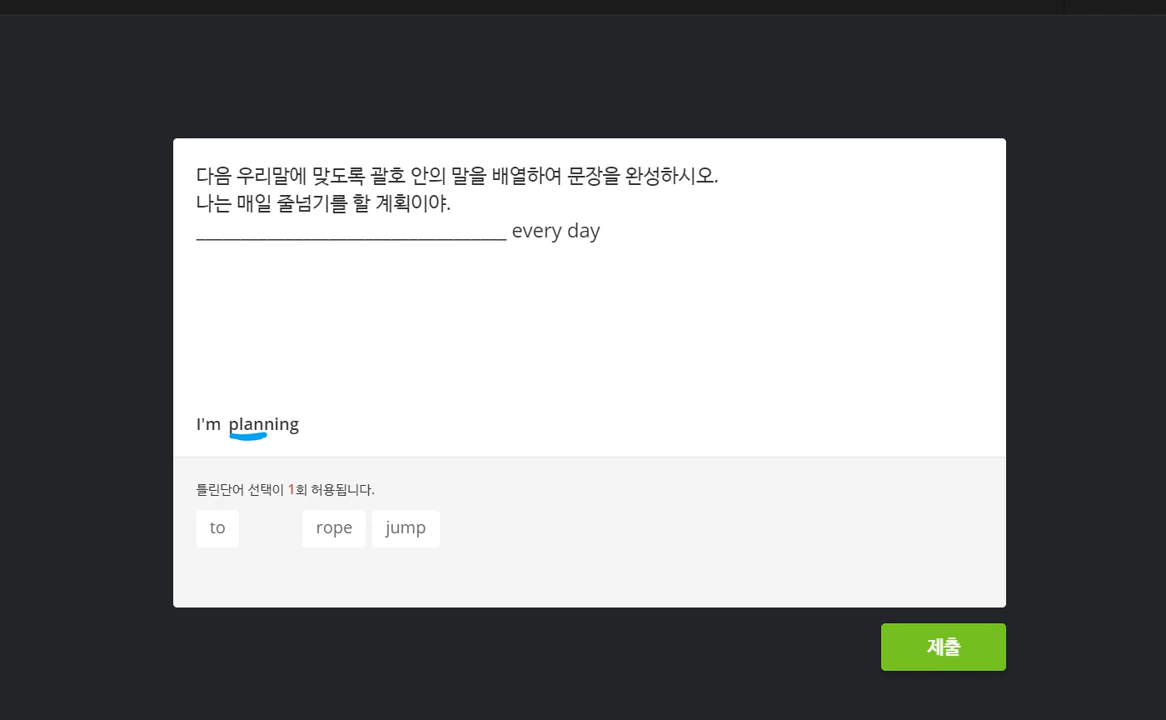 다음 우리말에 맞도록 괄호 안의 말을 배열하여 문장을 완성하시오.
나는 매일 줄넘기를 할 계획이야.
________________________________ every day
I'm planning
틀린단어 선택이 1회 허용됩니다.
to rope jump
제출